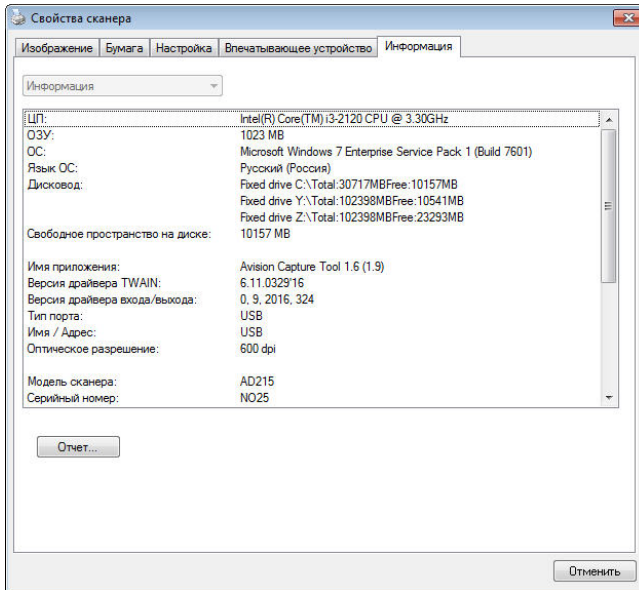 Свойства сканера
Изображение Бумага Настройка Впечатывающее устройство Информация
Информация
ЦП: Intel(R) Core(TM) i3-2120 CPU @ 3.30GHz
ОЗУ: 1023 MB
ОС: Microsoft Windows 7 Enterprise Service Pack 1 (Build 7601)
Язык ОС: Русский (Россия)
Дисковод: Fixed drive C:\Total:30717MBFree:10157MB
Fixed drive Y:\Total:102398MBFree:10541MB
Fixed drive Z:\Total:102398MBFree:23293MB
Свободное пространство на диске: 10157 MB
Имя приложения: Avision Capture Tool 1.6 (1.9)
Версия драйвера TWAIN: 6.11.0329'16
Версия драйвера входа/выхода: 0, 9, 2016, 324
Тип порта: USB
Имя / Адрес: USB
Оптическое разрешение: 600 dpi
Модель сканера: AD215
Серийный номер: NO25
Отчет...
Отменить